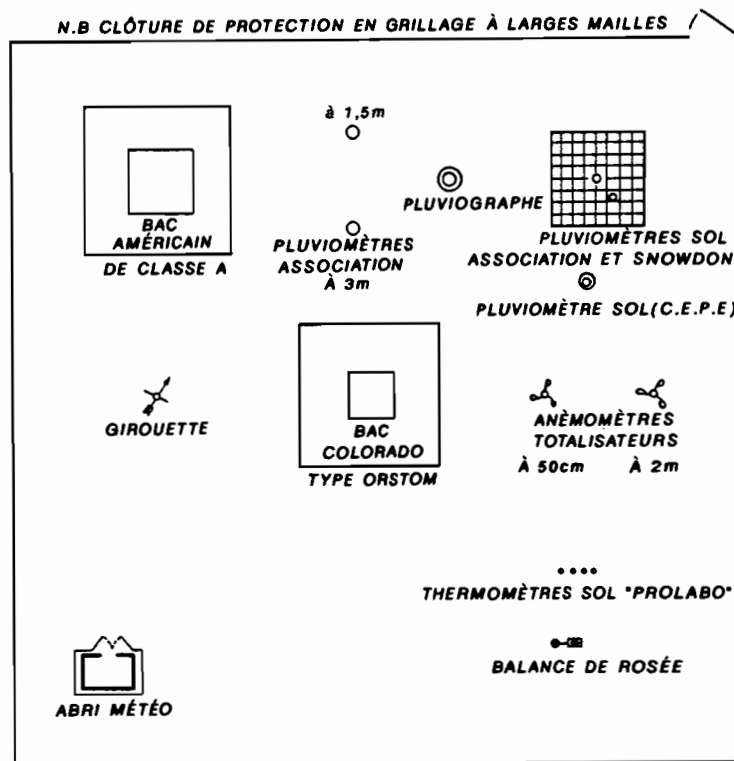 N.B CLÔTURE DE PROTECTION EN GRILLAGE À LARGES MAILLES
à 1,5m
PLUVIOGRAPHE
BAC
AMÉRICAIN
DE CLASSE A
PLUVIOMÈTRES
ASSOCIATION
À 3m
PLUVIOMÈTRES SOL
ASSOCIATION ET SNOWDON
PLUVIOMÈTRE SOL(C.E.P.E)
GIROUETTE
BAC
COLORADO
TYPE ORSTOM
ANÈMOMÈTRES
TOTALISATEURS
À 50cm À 2m
THERMOMÈTRES SOL "PROLABO"
BALANCE DE ROSÉE
ABRI MÉTÉO